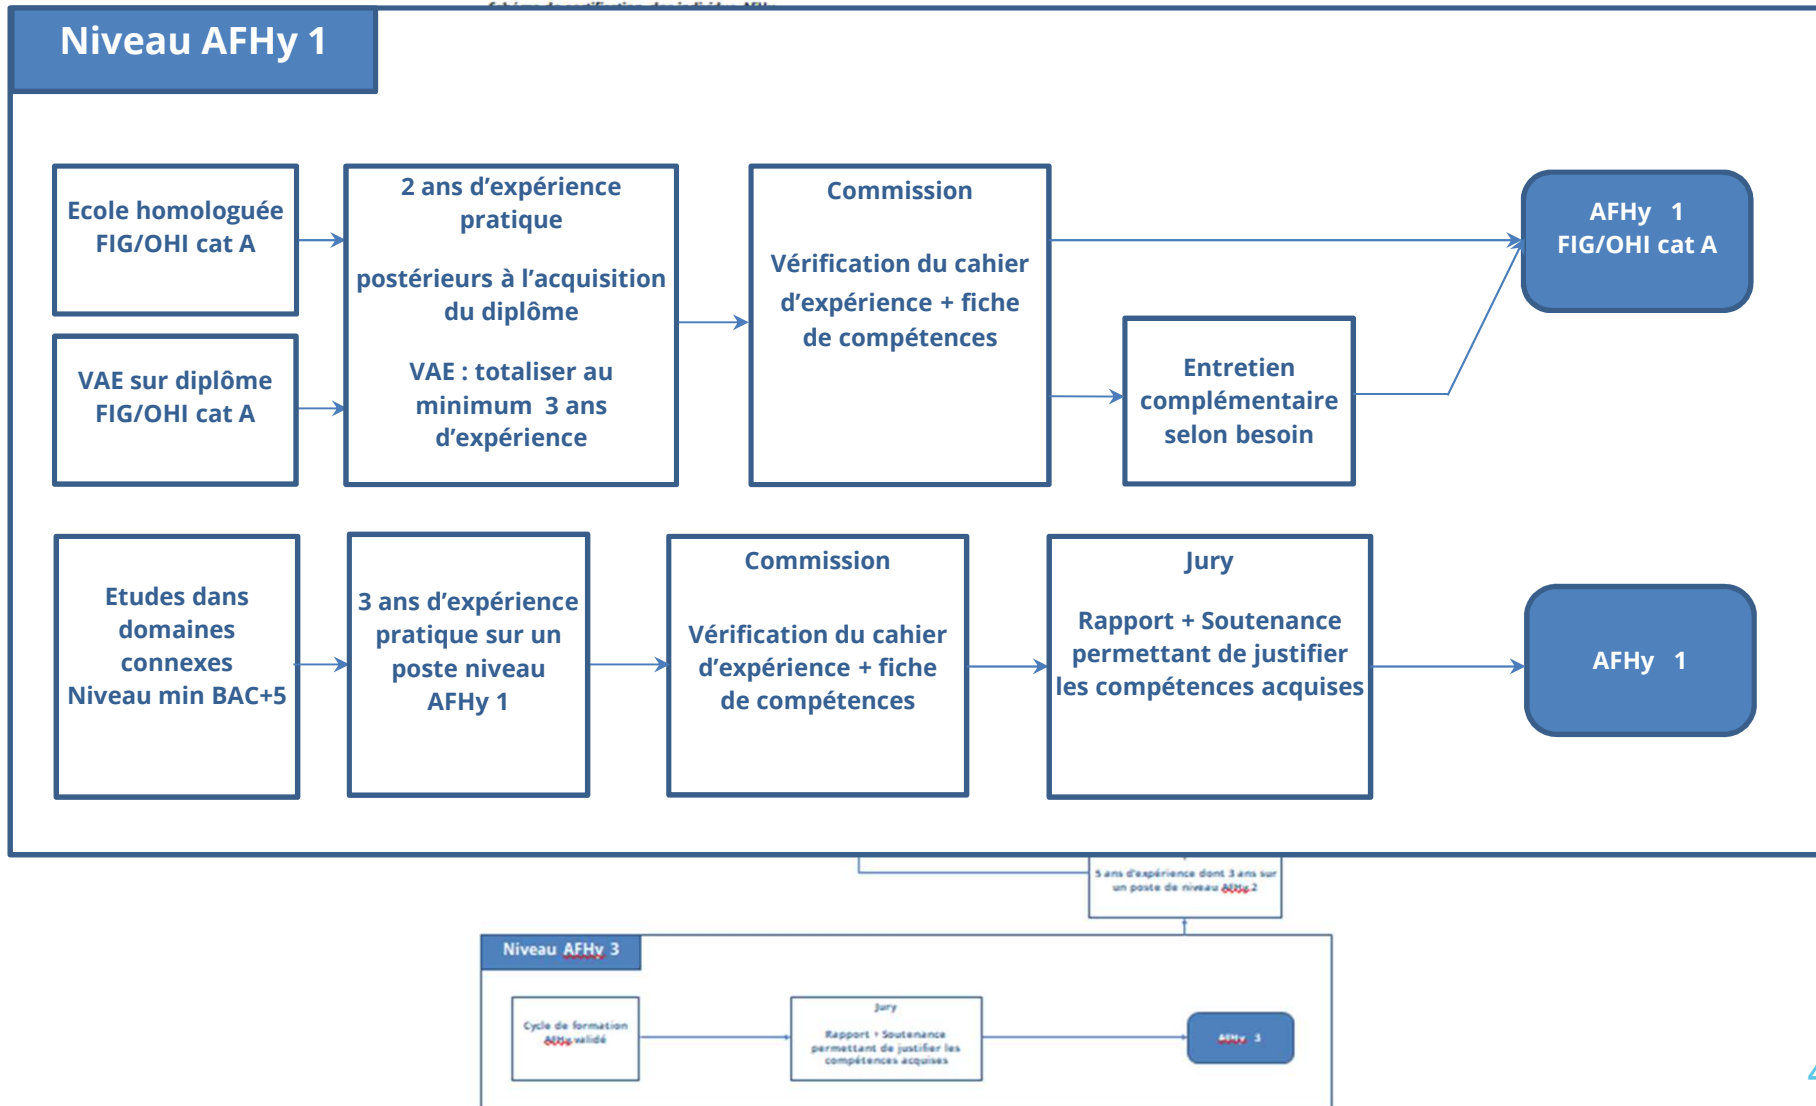 Niveau AFHy 1
Ecole homologuée
FIG/OHI cat A
VAE sur diplôme
FIG/OHI cat A
2 ans d’expérience
pratique
postérieurs à l’acquisition
du diplôme
VAE : totaliser au
minimum 3 ans
d’expérience
Commission
Vérification du cahier
d’expérience + fiche
de compétences
Entretien
complémentaire
selon besoin
AFHy 1
FIG/OHI cat A
Etudes dans
domaines
connexes
Niveau min BAC+5
3 ans d’expérience
pratique sur un
poste niveau
AFHy 1
Commission
Vérification du cahier
d’expérience + fiche
de compétences
Jury
Rapport + Soutenance
permettant de justifier
les compétences acquises
AFHy 1
5 ans d’expérience dont 3 ans sur
un poste de niveau AFHy 2
Niveau AFHy 3
Cycle de formation
AFHy validé
Jury
Rapport + Soutenance
permettant de justifier les
compétences acquises
AFHy 3